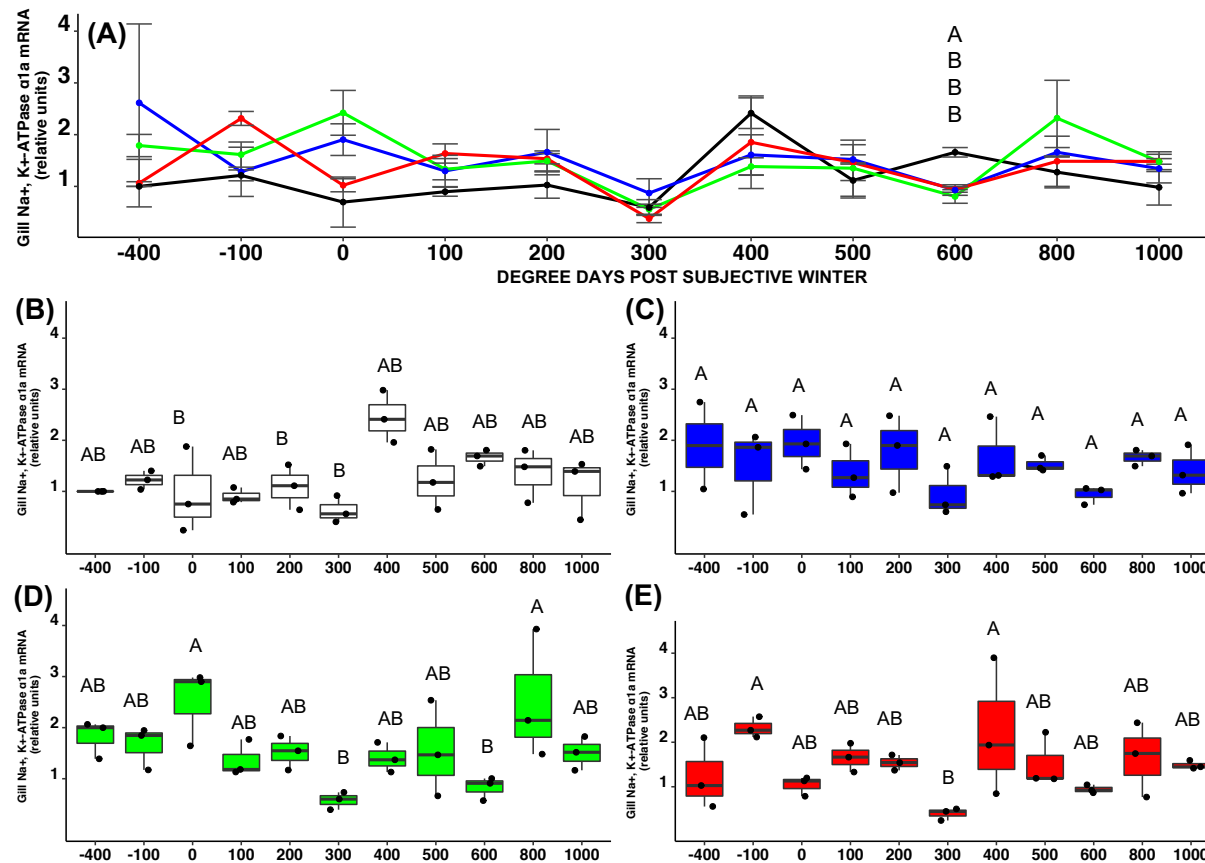 (A)
Gill Na+, K+-ATPase α1a mRNA
(relative units)
4
3
2
1
A
B
B
B
-400 -100 0 100 200 300 400 500 600 800 1000
DEGREE DAYS POST SUBJECTIVE WINTER
(B)
Gill Na+, K+-ATPase α1a mRNA
(relative units)
4
3
2
1
AB AB B AB B B AB AB AB AB AB
-400 -100 0 100 200 300 400 500 600 800 1000
(C)
Gill Na+, K+-ATPase α1a mRNA
(relative units)
4
3
2
1
A A A A A A A A A A A
-400 -100 0 100 200 300 400 500 600 800 1000
(D)
Gill Na+, K+-ATPase α1a mRNA
(relative units)
4
3
2
1
AB AB A AB AB B AB AB B A AB
-400 -100 0 100 200 300 400 500 600 800 1000
(E)
Gill Na+, K+-ATPase α1a mRNA
(relative units)
4
3
2
1
AB A AB AB AB B A AB AB AB AB
-400 -100 0 100 200 300 400 500 600 800 1000